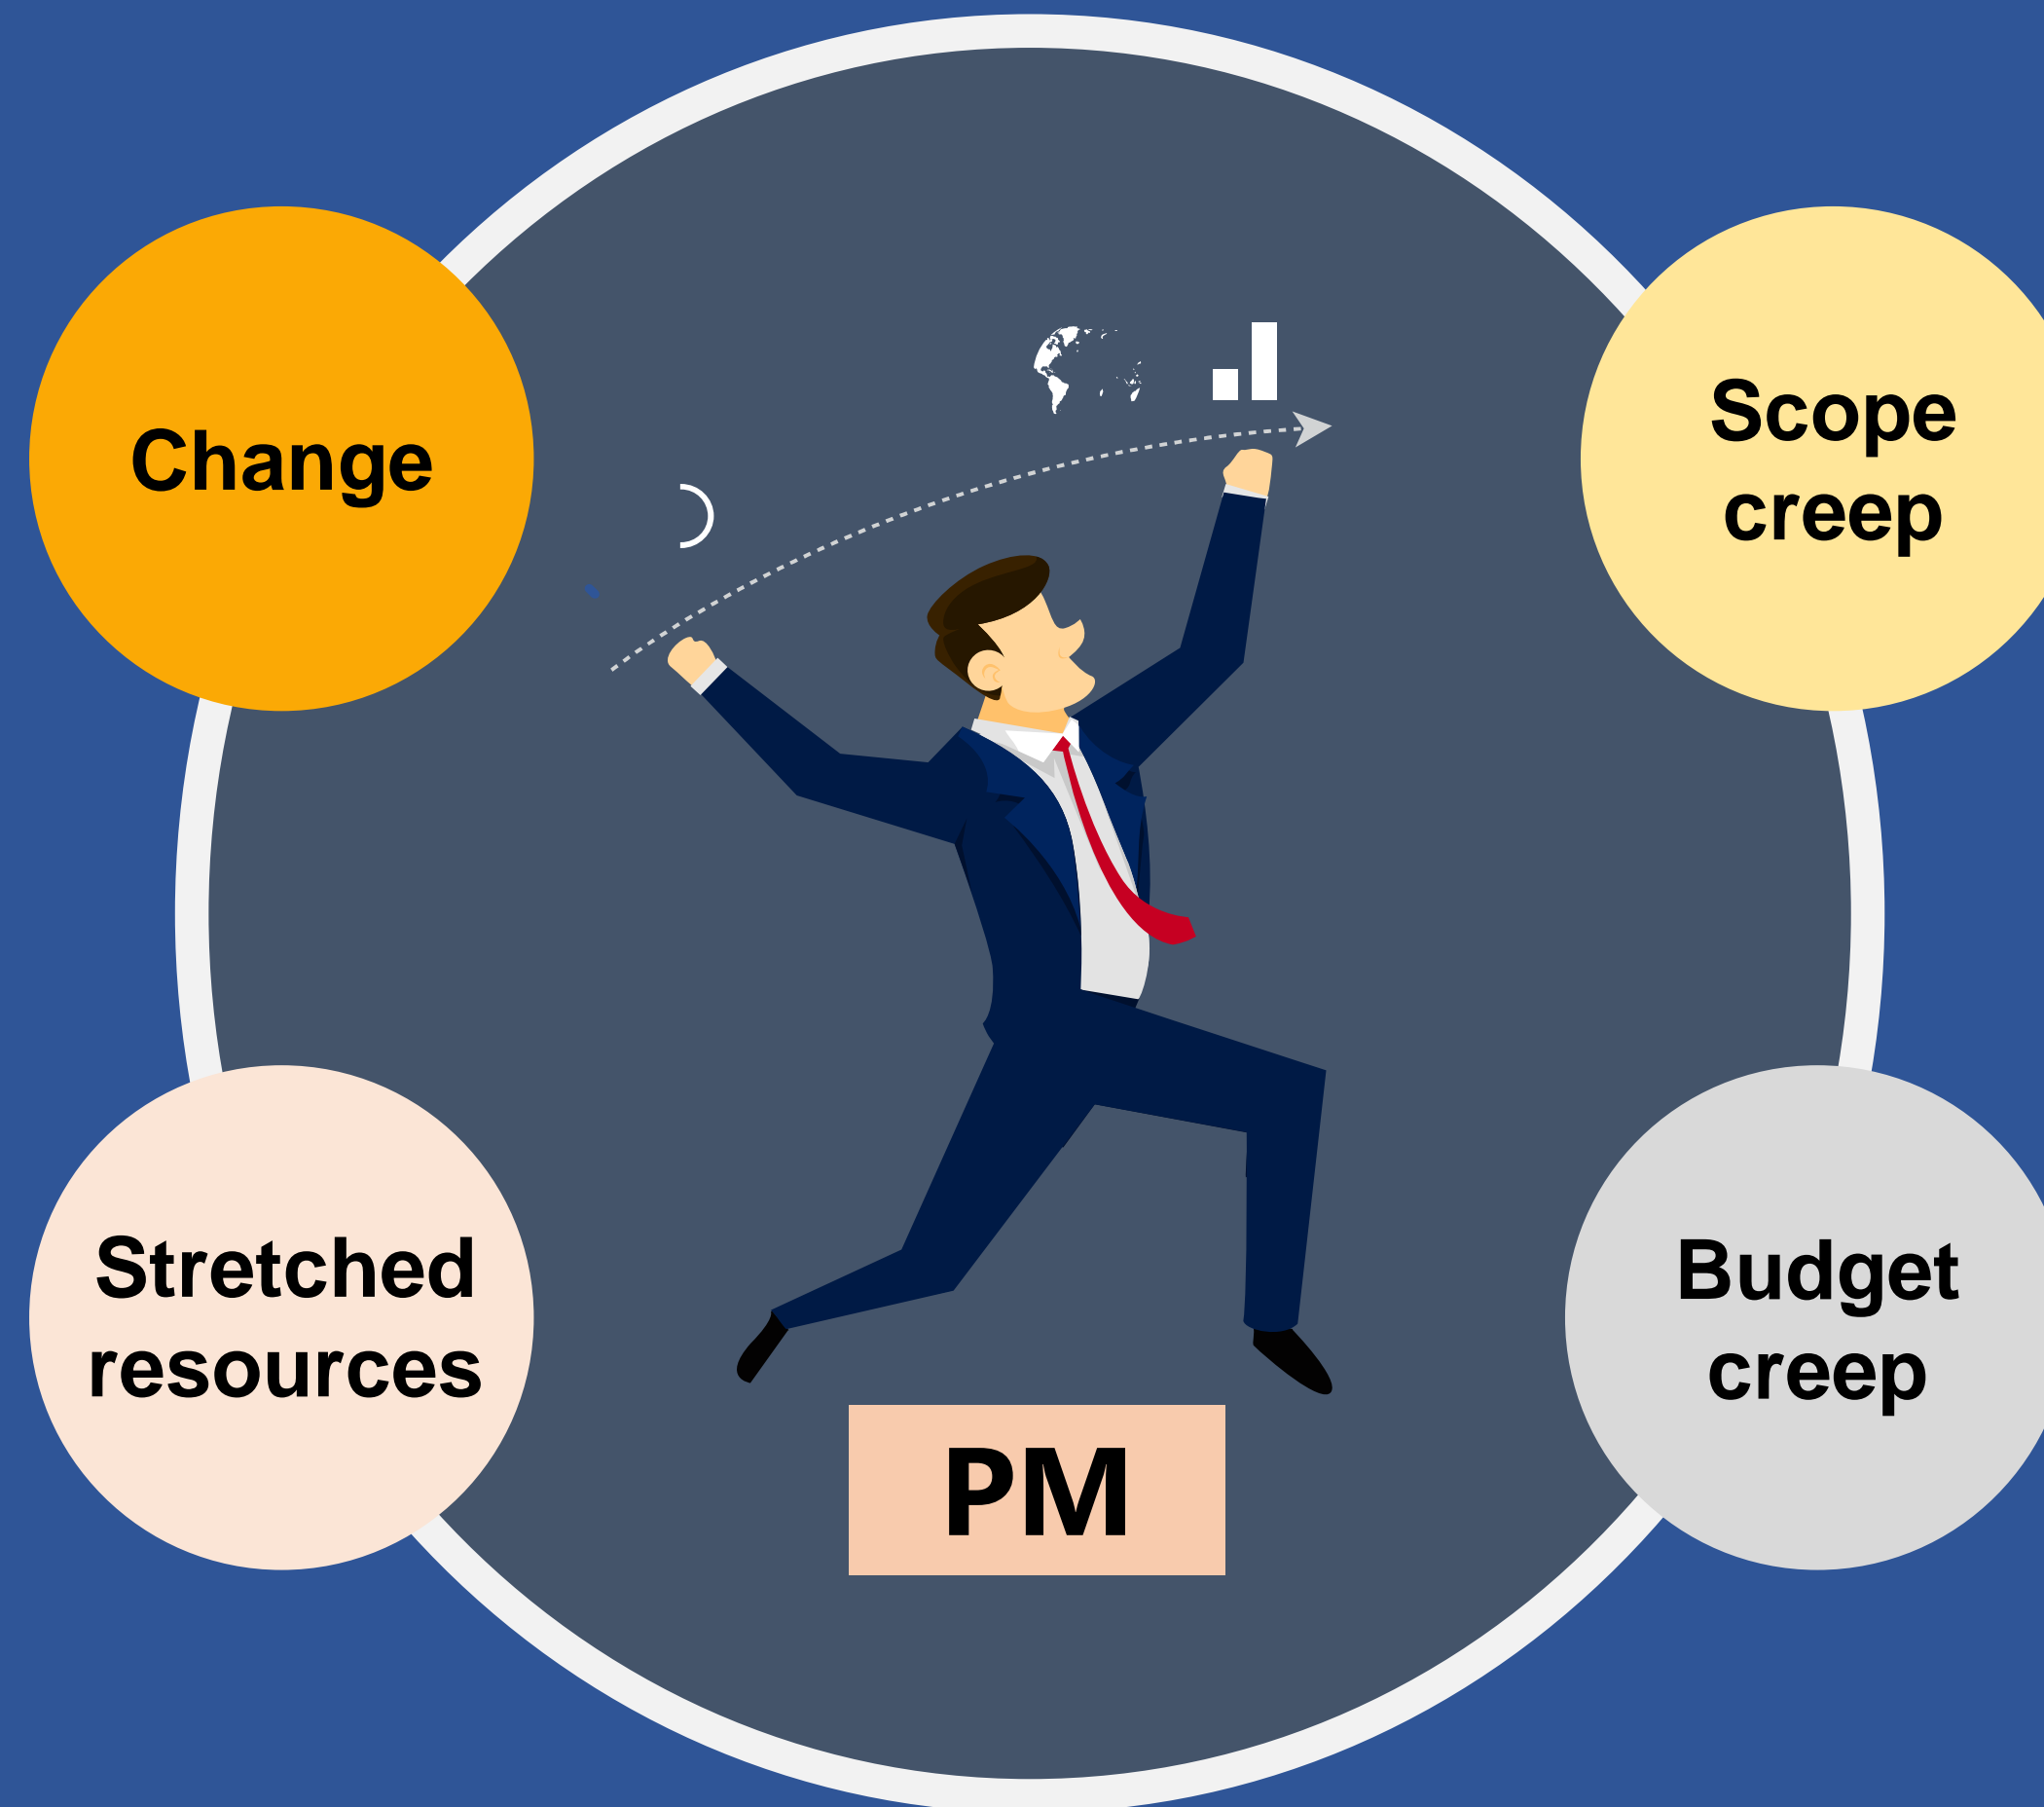 Change
Scope
creep
Stretched
resources
Budget
creep
PM